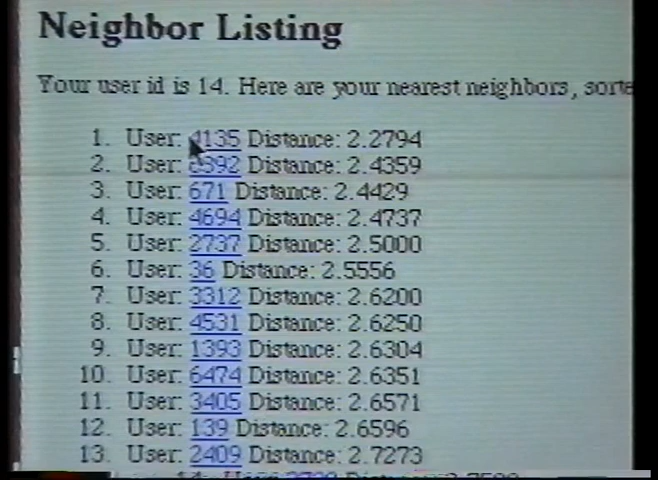 Neighbor Listing
Your user id is 14. Here are your nearest neighbors, sorte
1. User: 4135 Distance: 2.2794
2. User: Distance: 2.4359
3. User: 671 Distance: 2.4429
4. User: 4694 Distance: 2.4737
5. User: 2737 Distance: 2.5000
6. User: 36 Distance: 2.5556
7. User: 3312 Distance: 2.6200
8. User: 4531 Distance: 2.6250
9. User: 1393 Distance: 2.6304
10. User: 6474 Distance: 2.6351
11. User: 3405 Distance: 2.6571
12. User: 139 Distance: 2.6596
13. User: 2409 Distance: 2.7273
14. User: Distance: